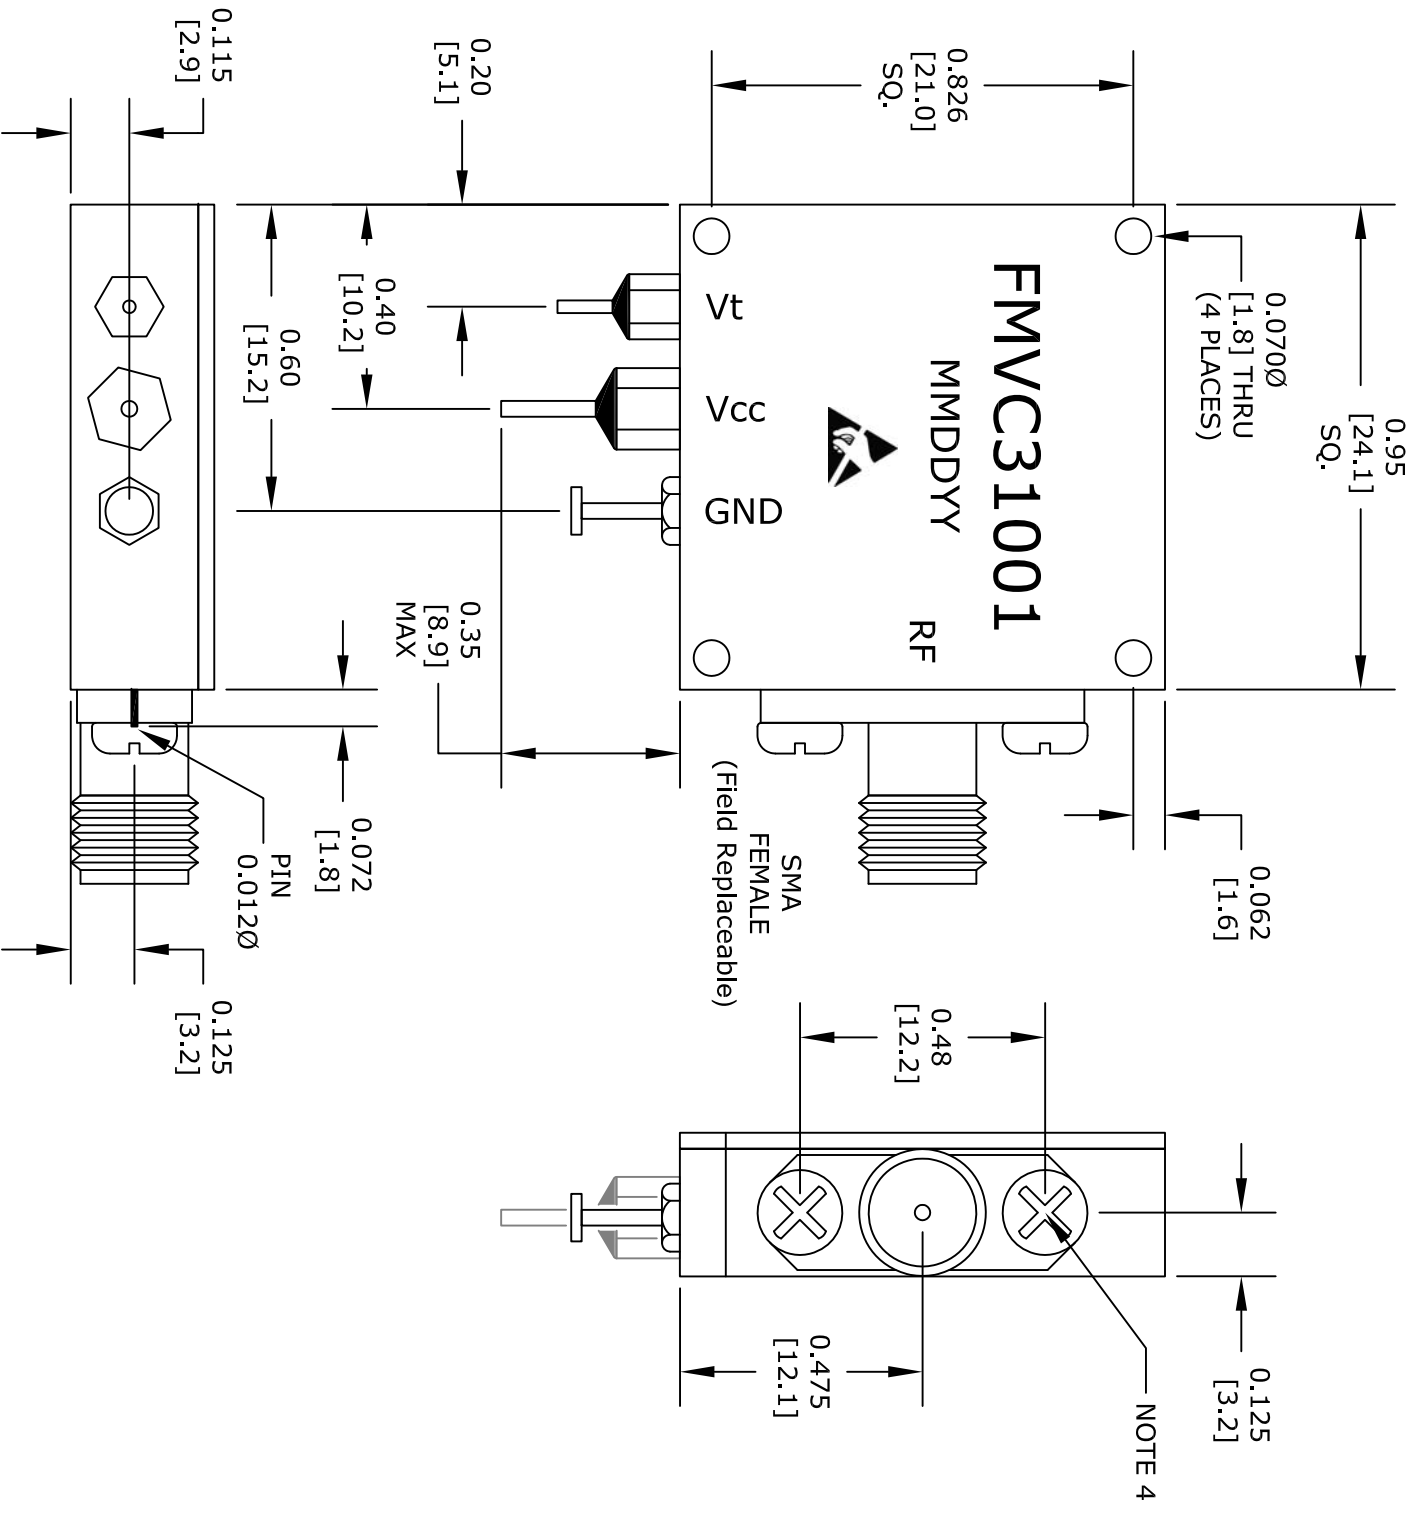 0.115
[2.9]
0.20
[5.1]
0.826
[21.0]
SQ.
0.070Ø
[1.8] THRU
(4 PLACES)
0.95
[24.1]
SQ.
0.40
[10.2]
0.60
[15.2]
Vt
Vcc
GND
FMVC31001
MMDDYY
RF
0.35
[8.9]
MAX
0.072
[1.8]
PIN
0.012Ø
0.125
[3.2]
SMA
FEMALE
(Field Replaceable)
0.062
[1.6]
0.48
[12.2]
0.475
[12.1]
0.125
[3.2]
NOTE 4